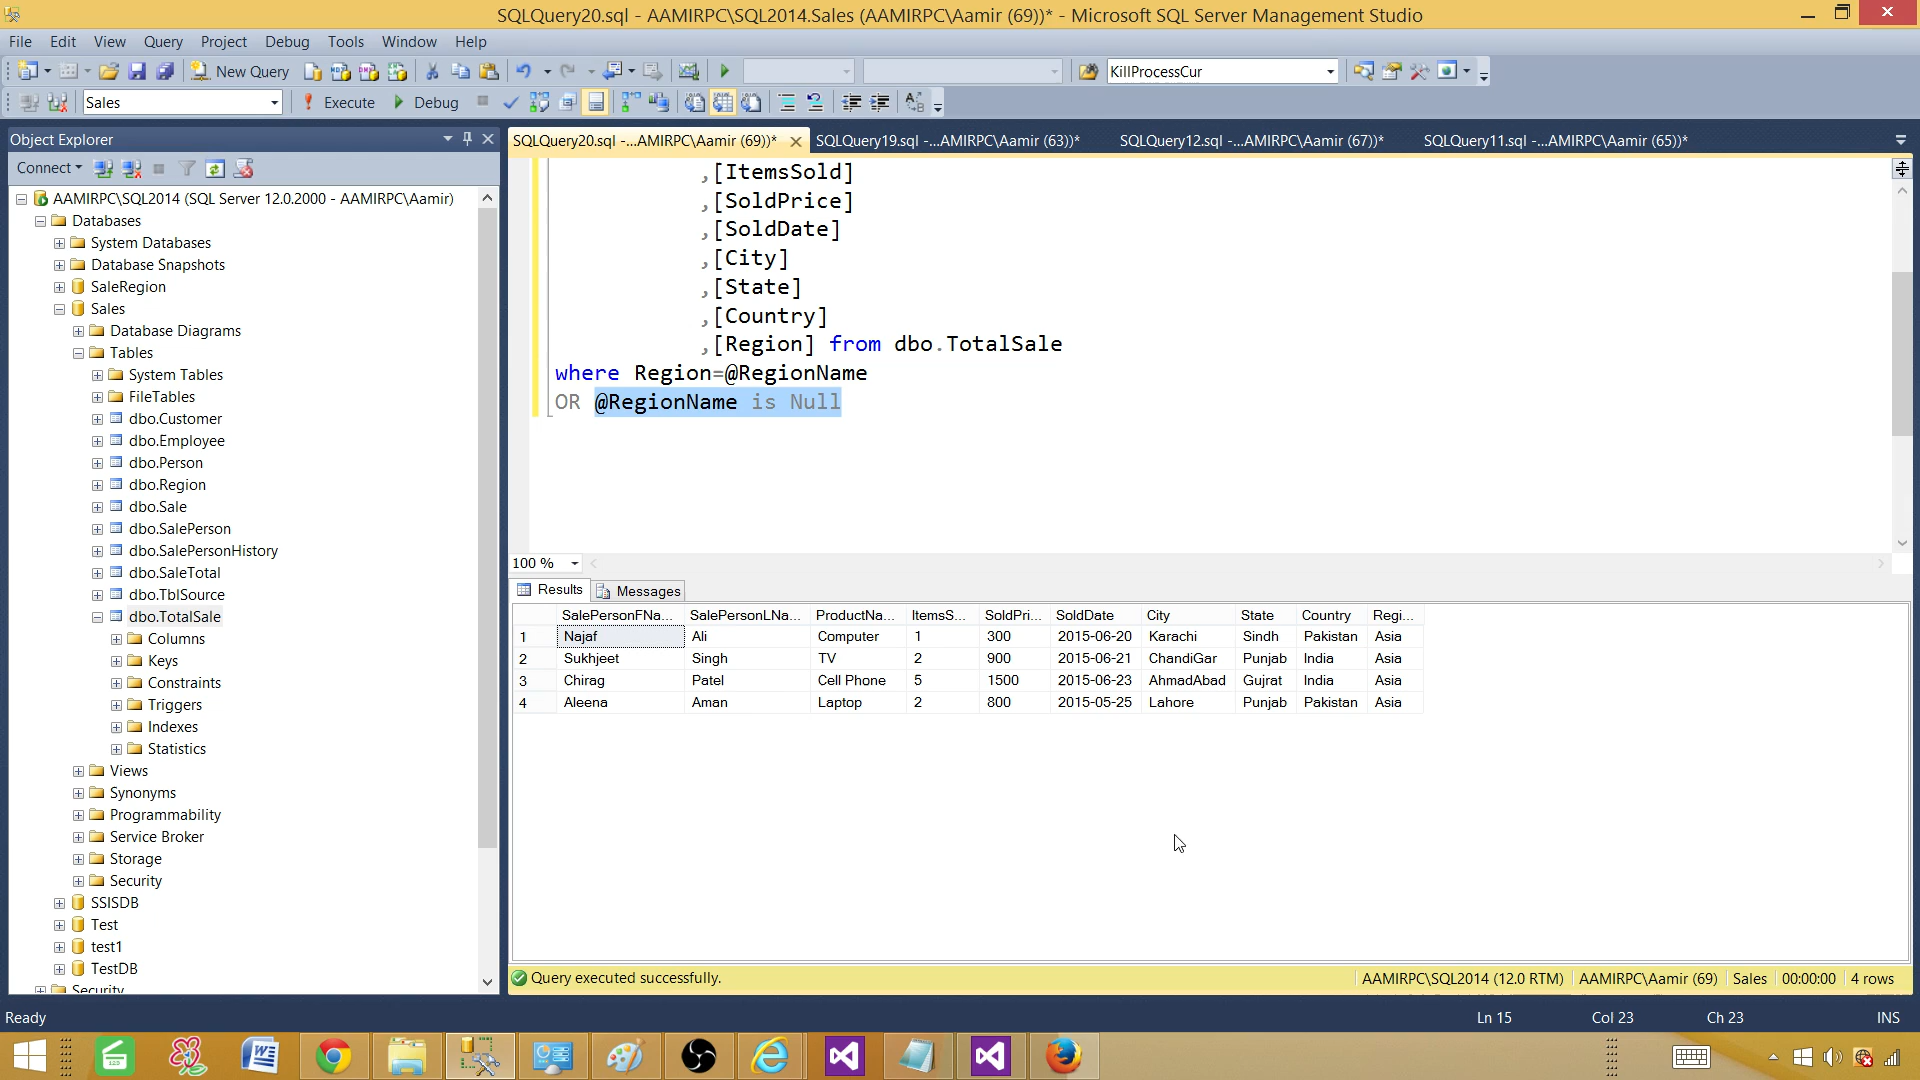 SQLQuery20.sql - AAMIRPC\SQL2014.Sales (AAMIRPC\Aamir (69))* - Microsoft SQL Server Management Studio
File Edit View Query Project Debug Tools Window Help
New Query KillProcessCur
Sales Execute Debug
Object Explorer
SQLQuery20.sql -...AMIRPC\Aamir (69))* SQLQuery19.sql -...AMIRPC\Aamir (63))* SQLQuery12.sql -...AMIRPC\Aamir (67))* SQLQuery11.sql -...AMIRPC\Aamir (65))*
Connect
AAMIRPC\SQL2014 (SQL Server 12.0.2000 - AAMIRPC\Aamir)
Databases
System Databases
Database Snapshots
SaleRegion
Sales
Database Diagrams
Tables
System Tables
FileTables
dbo.Customer
dbo.Employee
dbo.Person
dbo.Region
dbo.Sale
dbo.SalePerson
dbo.SalePersonHistory
dbo.SaleTotal
dbo.TblSource
dbo.TotalSale
Columns
Keys
Constraints
Triggers
Indexes
Statistics
Views
Synonyms
Programmability
Service Broker
Storage
Security
SSISDB
Test
test1
TestDB
Security
,[ItemsSold]
,[SoldPrice]
,[SoldDate]
,[City]
,[State]
,[Country]
,[Region] from dbo.TotalSale
where Region=@RegionName
OR @RegionName is Null
100 %
Results Messages
SalePersonFNa... SalePersonLNa... ProductNa... ItemsS... SoldPri... SoldDate City State Country Regi...
1 Najaf Ali Computer 1 300 2015-06-20 Karachi Sindh Pakistan Asia
2 Sukhjeet Singh TV 2 900 2015-06-21 ChandiGar Punjab India Asia
3 Chirag Patel Cell Phone 5 1500 2015-06-23 AhmadAbad Gujrat India Asia
4 Aleena Aman Laptop 2 800 2015-05-25 Lahore Punjab Pakistan Asia
Query executed successfully. AAMIRPC\SQL2014 (12.0 RTM) AAMIRPC\Aamir (69) Sales 00:00:00 4 rows
Ready Ln 15 Col 23 Ch 23 INS